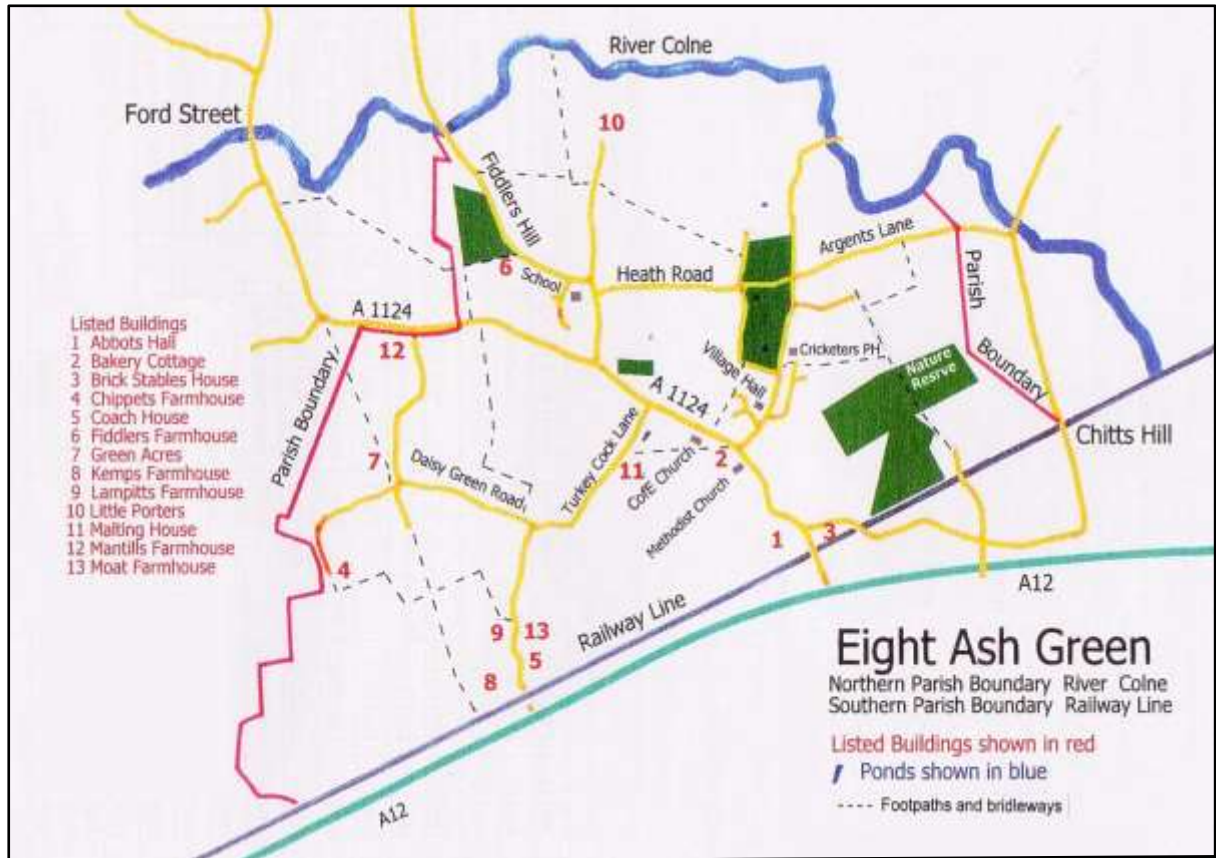 River Colne
Ford Street
10
Fiddlers Hill
Argents Lane
6
School
Heath Road
Parish
Boundary
A 1124
Listed Buildings
1 Abbots Hall
2 Bakery Cottage
3 Brick Stables House
4 Chippets Farmhouse
5 Coach House
6 Fiddlers Farmhouse
7 Green Acres
8 Kemps Farmhouse
9 Lampitts Farmhouse
10 Little Porters
11 Malting House
12 Mantills Farmhouse
13 Moat Farmhouse
12
Village Hall
Cricketers PH
Nature
Resrve
A 1124
Parish Boundary
Chitts Hill
7
Daisy Green Road
Turkey Cock Lane
11
CofE Church
2
Methodist Church
1
3
4
Railway Line
A12
9
13
5
8
Eight Ash Green
Northern Parish Boundary River Colne
Southern Parish Boundary Railway Line
Listed Buildings shown in red
Ponds shown in blue
Footpaths and bridleways
A12